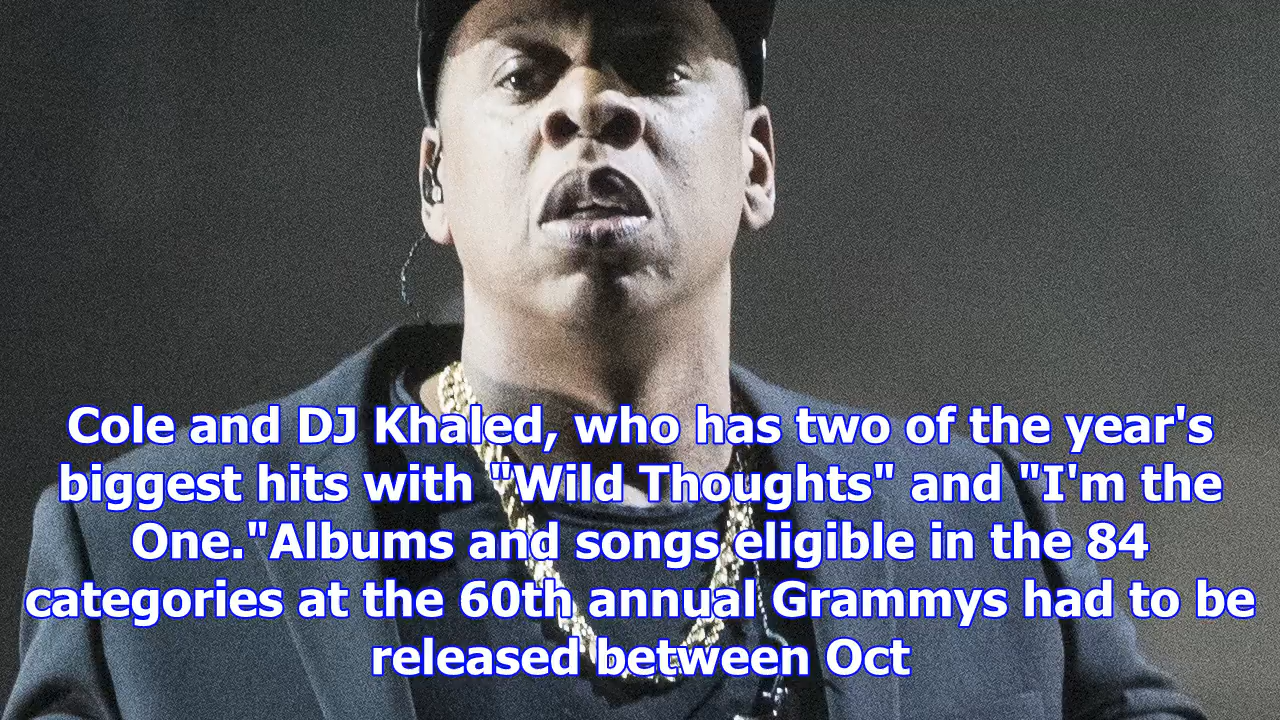 Cole and DJ Khaled, who has two of the year's
biggest hits with "Wild Thoughts" and "I'm the
One."Albums and songs eligible in the 84
categories at the 60th annual Grammys had to be
released between Oct